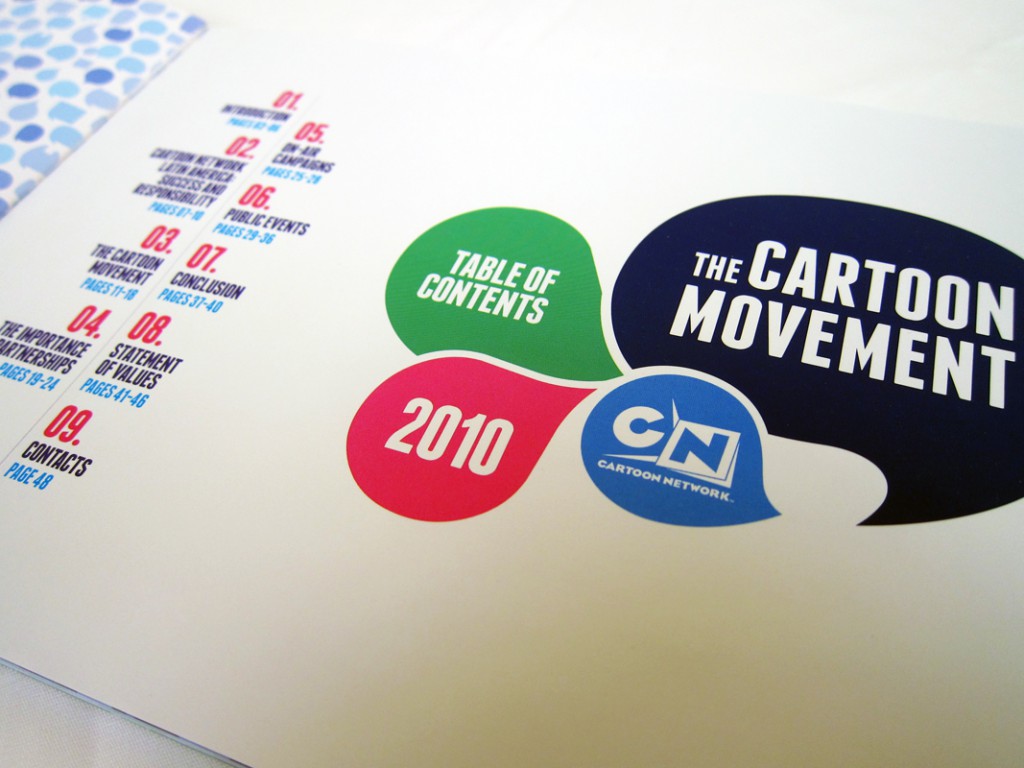 01.
INTRODUCTION
02.
CARTOON NETWORK
LATIN AMERICA:
SUCCESS AND
RESPONSIBILITY
PAGES 07-10
03.
THE CARTOON
MOVEMENT
PAGES 11-18
04.
THE IMPORTANCE
PARTNERSHIPS
PAGES 19-24
05.
ON-AIR
CAMPAIGNS
PAGES 25-28
06.
PUBLIC EVENTS
PAGES 29-36
07.
CONCLUSION
PAGES 37-40
08.
STATEMENT
OF VALUES
PAGES 41-46
09.
CONTACTS
PAGE 48
TABLE OF
CONTENTS
THE CARTOON
MOVEMENT
2010
CN
CARTOON NETWORK™